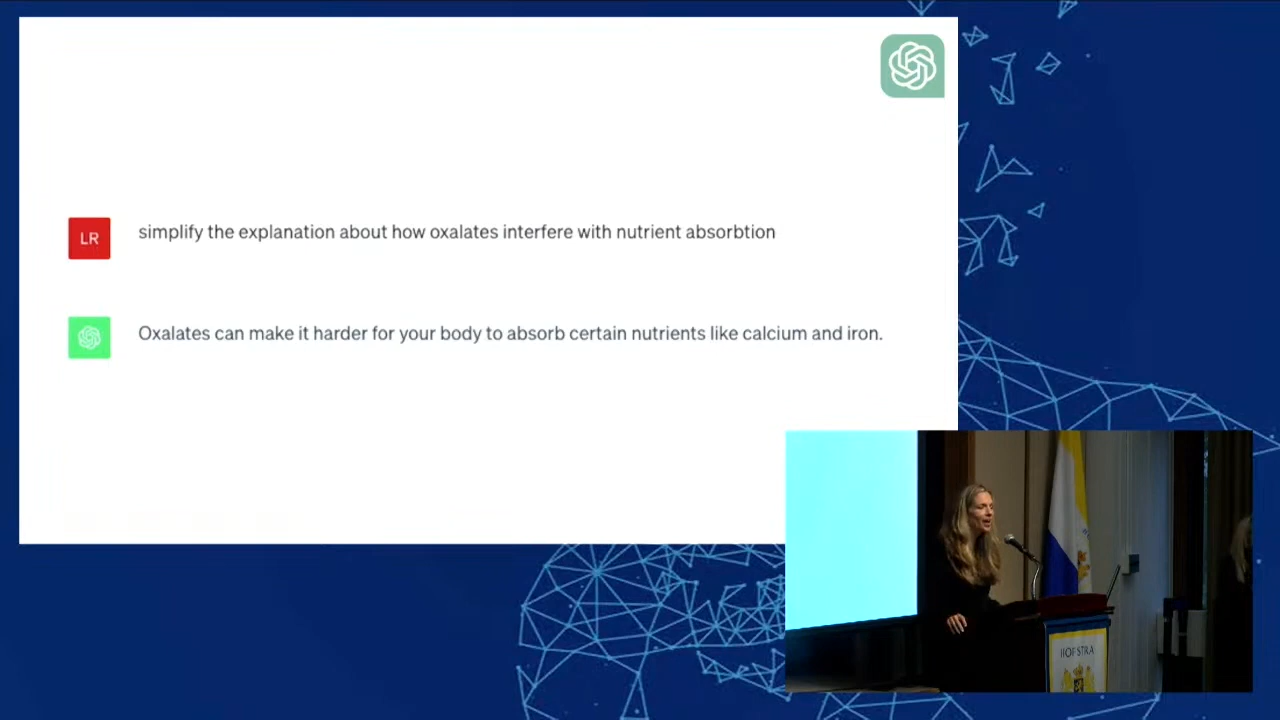 LR
simplify the explanation about how oxalates interfere with nutrient absorbtion
Oxalates can make it harder for your body to absorb certain nutrients like calcium and iron.
HOFSTRA